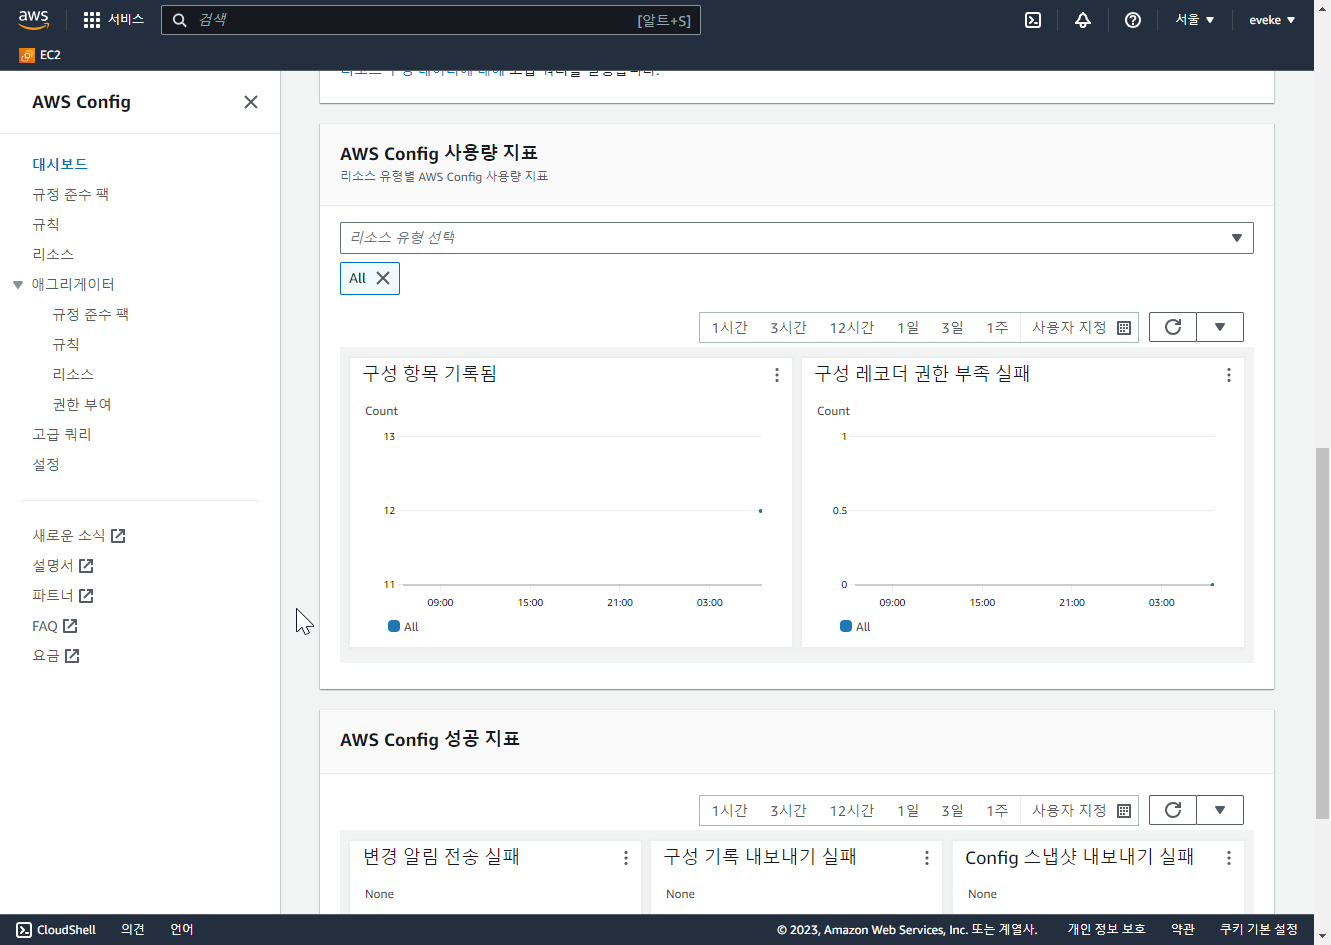 aws
서비스
검색
[알트+S]
서울
eveke
EC2
AWS Config
대시보드
규정 준수 팩
규칙
리소스
애그리게이터
규정 준수 팩
규칙
리소스
권한 부여
고급 쿼리
설정
새로운 소식
설명서
파트너
FAQ
요금
AWS Config 사용량 지표
리소스 유형별 AWS Config 사용량 지표
리소스 유형 선택
All
1시간 3시간 12시간 1일 3일 1주 사용자 지정
구성 항목 기록됨
Count
13
12
11
09:00 15:00 21:00 03:00
All
구성 레코더 권한 부족 실패
Count
1
0.5
0
09:00 15:00 21:00 03:00
All
AWS Config 성공 지표
1시간 3시간 12시간 1일 3일 1주 사용자 지정
변경 알림 전송 실패
None
구성 기록 내보내기 실패
None
Config 스냅샷 내보내기 실패
None
CloudShell 의견 언어
© 2023, Amazon Web Services, Inc. 또는 계열사. 개인 정보 보호 약관 쿠키 기본 설정